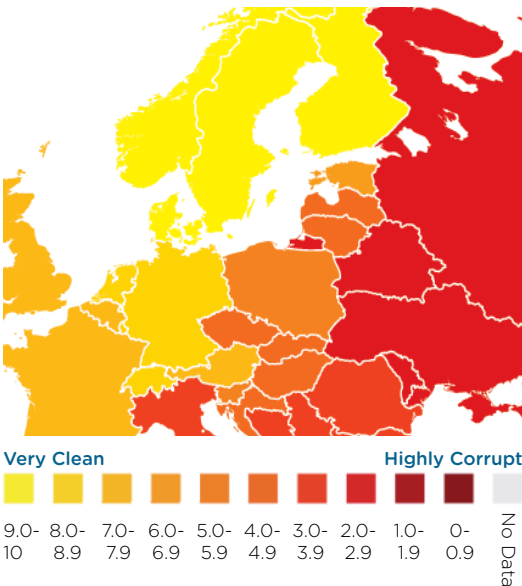 Very Clean Highly Corrupt
9.0- 8.0- 7.0- 6.0- 5.0- 4.0- 3.0- 2.0- 1.0- 0-
10 8.9 7.9 6.9 5.9 4.9 3.9 2.9 1.9 0.9
No Data